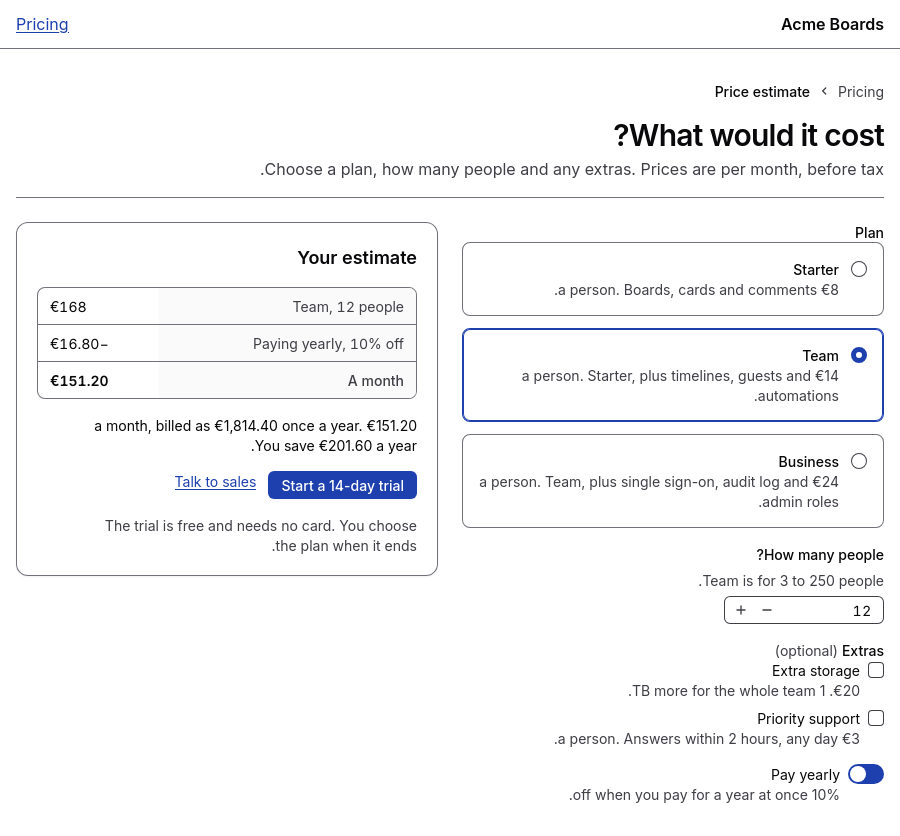 Acme Boards
Pricing
Pricing › Price estimate
?What would it cost
.Choose a plan, how many people and any extras. Prices are per month, before tax
Plan
Starter
.a person. Boards, cards and comments €8
Team
a person. Starter, plus timelines, guests and €14
.automations
Business
a person. Team, plus single sign-on, audit log and €24
.admin roles
?How many people
.Team is for 3 to 250 people
12 − +
(optional) Extras
Extra storage
.TB more for the whole team 1 .€20
Priority support
.a person. Answers within 2 hours, any day €3
Pay yearly
.off when you pay for a year at once 10%
Your estimate
Team, 12 people
€168
Paying yearly, 10% off
€16.80−
A month
€151.20
a month, billed as €1,814.40 once a year. €151.20
.You save €201.60 a year
Start a 14-day trial
Talk to sales
The trial is free and needs no card. You choose
.the plan when it ends